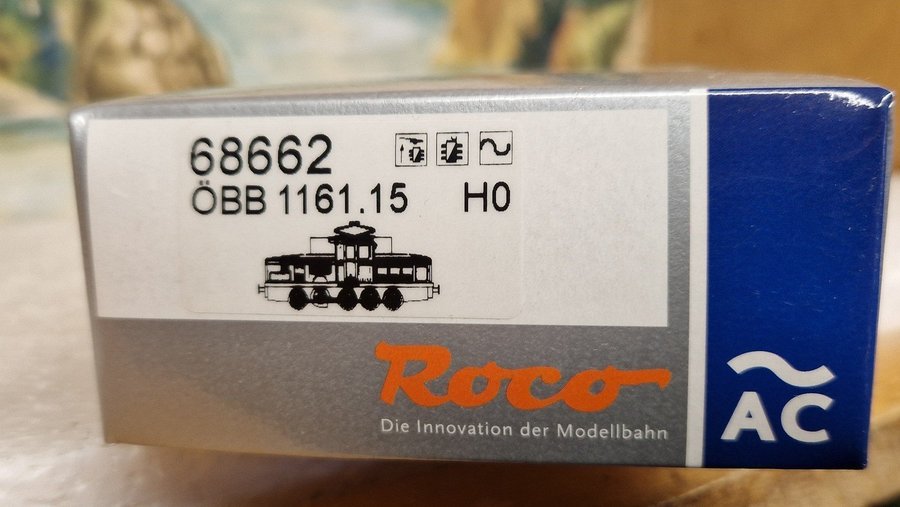 68662
ÖBB 1161.15 H0
Roco
Die Innovation der Modellbahn
AC